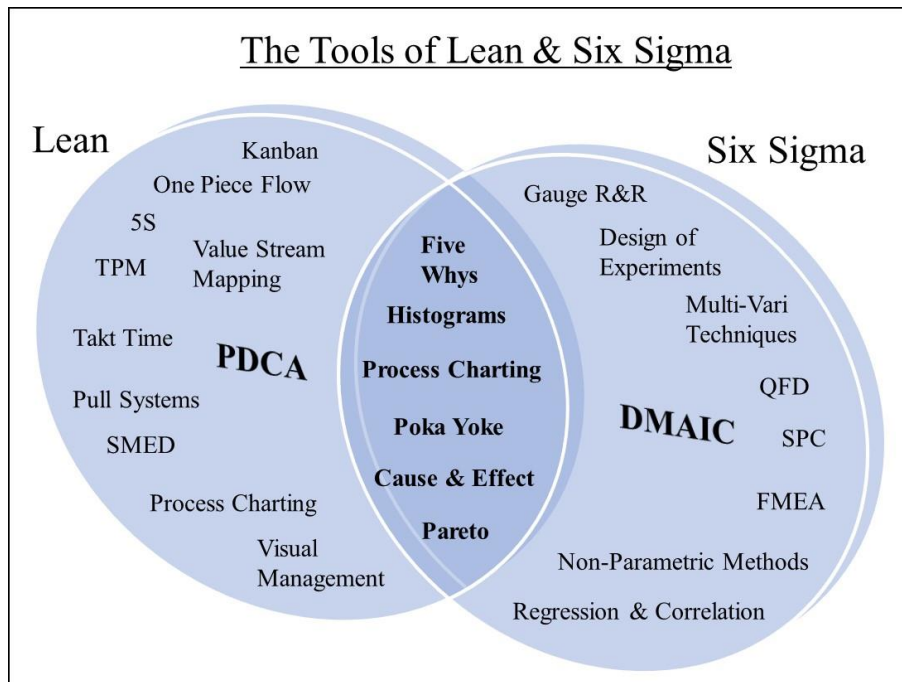 The Tools of Lean & Six Sigma
Lean
Six Sigma
Kanban
One Piece Flow
5S
TPM
Value Stream
Mapping
Takt Time
PDCA
Pull Systems
SMED
Process Charting
Visual
Management
Five
Whys
Histograms
Process Charting
Poka Yoke
Cause & Effect
Pareto
Gauge R&R
Design of
Experiments
Multi-Vari
Techniques
QFD
DMAIC
SPC
FMEA
Non-Parametric Methods
Regression & Correlation